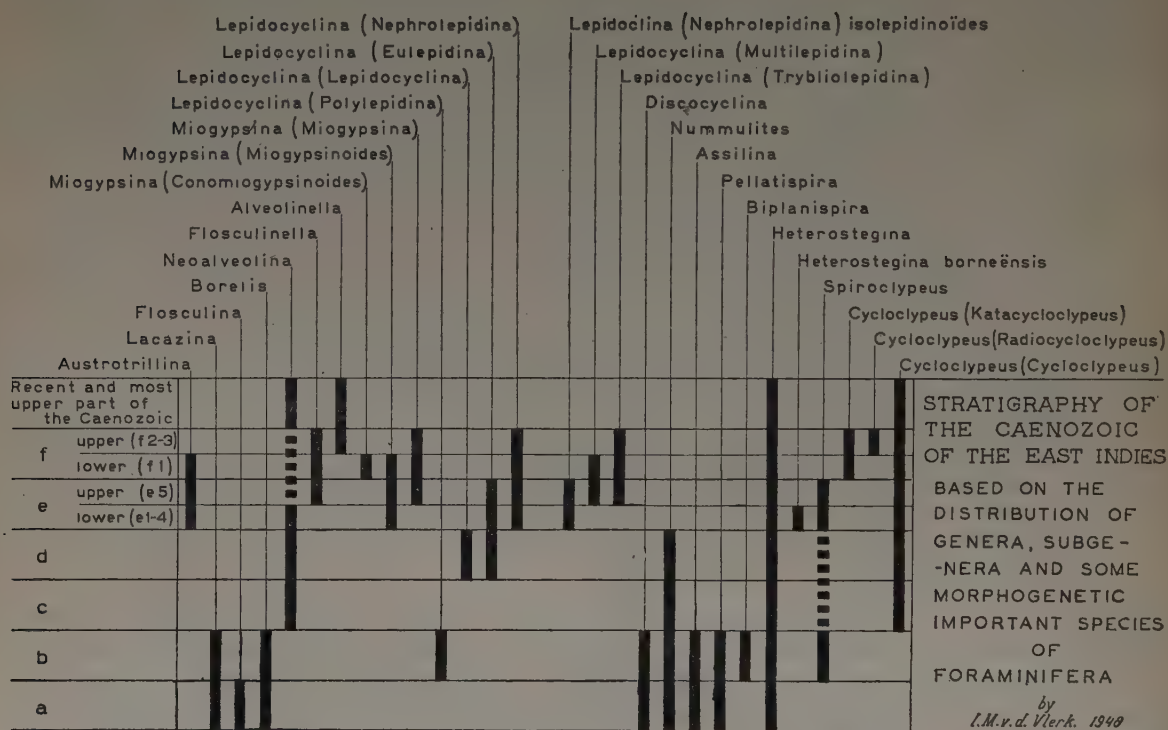 Lepidocyclina (Nephrolepidina)
Lepidocyclina (Eulepidina)
Lepidocyclina (Lepidocyclina)
Lepidocyclina (Polylepidina)
Miogypsina (Miogypsina)
Miogypsina (Miogypsinoides)
Miogypsina (Conomiogypsinoides)
Alveolinella
Flosculinella
Neoalveolina
Borelis
Flosculina
Lacazina
Austrotrillina
Lepidoclina (Nephrolepidina) isolepidinoïdes
Lepidocyclina (Multilepidina)
Lepidocyclina (Trybliolepidina)
Discocyclina
Nummulites
Assilina
Pellatispira
Biplanispira
Heterostegina
Heterostegina borneënsis
Spiroclypeus
Cycloclypeus (Katacycloclypeus)
Cycloclypeus (Radiocycloclypeus)
Cycloclypeus (Cycloclypeus)
Recent and most
upper part of
the Caenozoic
f
upper (f 2-3)
lower (f 1)
e
upper (e 5)
lower (e 1-4)
d
c
b
a
STRATIGRAPHY OF
THE CAENOZOIC
OF THE EAST INDIES
BASED ON THE
DISTRIBUTION OF
GENERA, SUBGE-
-NERA AND SOME
MORPHOGENETIC
IMPORTANT SPECIES
OF
FORAMINIFERA
by
I.M.v.d. Vlerk. 1948